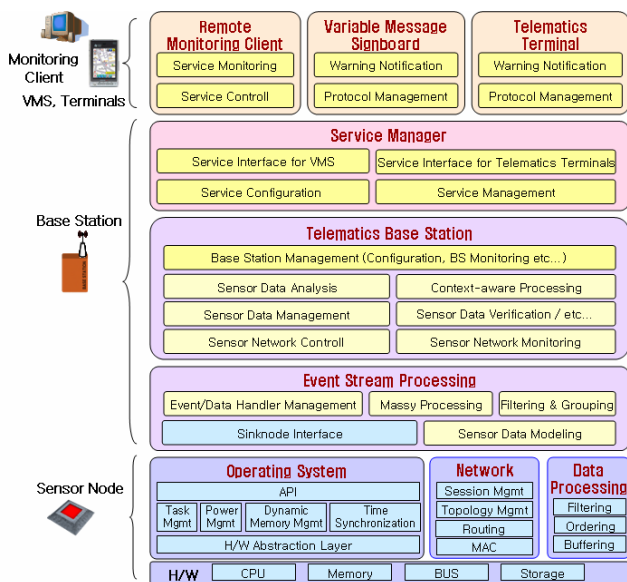 Remote
Monitoring Client
Service Monitoring
Service Controll
Variable Message
Signboard
Warning Notification
Protocol Management
Telematics
Terminal
Warning Notification
Protocol Management
Monitoring
Client
VMS, Terminals
Service Manager
Service Interface for VMS
Service Interface for Telematics Terminals
Service Configuration
Service Management
Base Station
Telematics Base Station
Base Station Management (Configuration, BS Monitoring etc...)
Sensor Data Analysis
Context-aware Processing
Sensor Data Management
Sensor Data Verification / etc...
Sensor Network Controll
Sensor Network Monitoring
Event Stream Processing
Event/Data Handler Management
Massy Processing
Filtering & Grouping
Sinknode Interface
Sensor Data Modeling
Sensor Node
Operating System
API
Task
Mgmt
Power
Mgmt
Dynamic
Memory Mgmt
Time
Synchronization
H/W Abstraction Layer
Network
Session Mgmt
Topology Mgmt
Routing
MAC
Data
Processing
Filtering
Ordering
Buffering
H/W
CPU
Memory
BUS
Storage